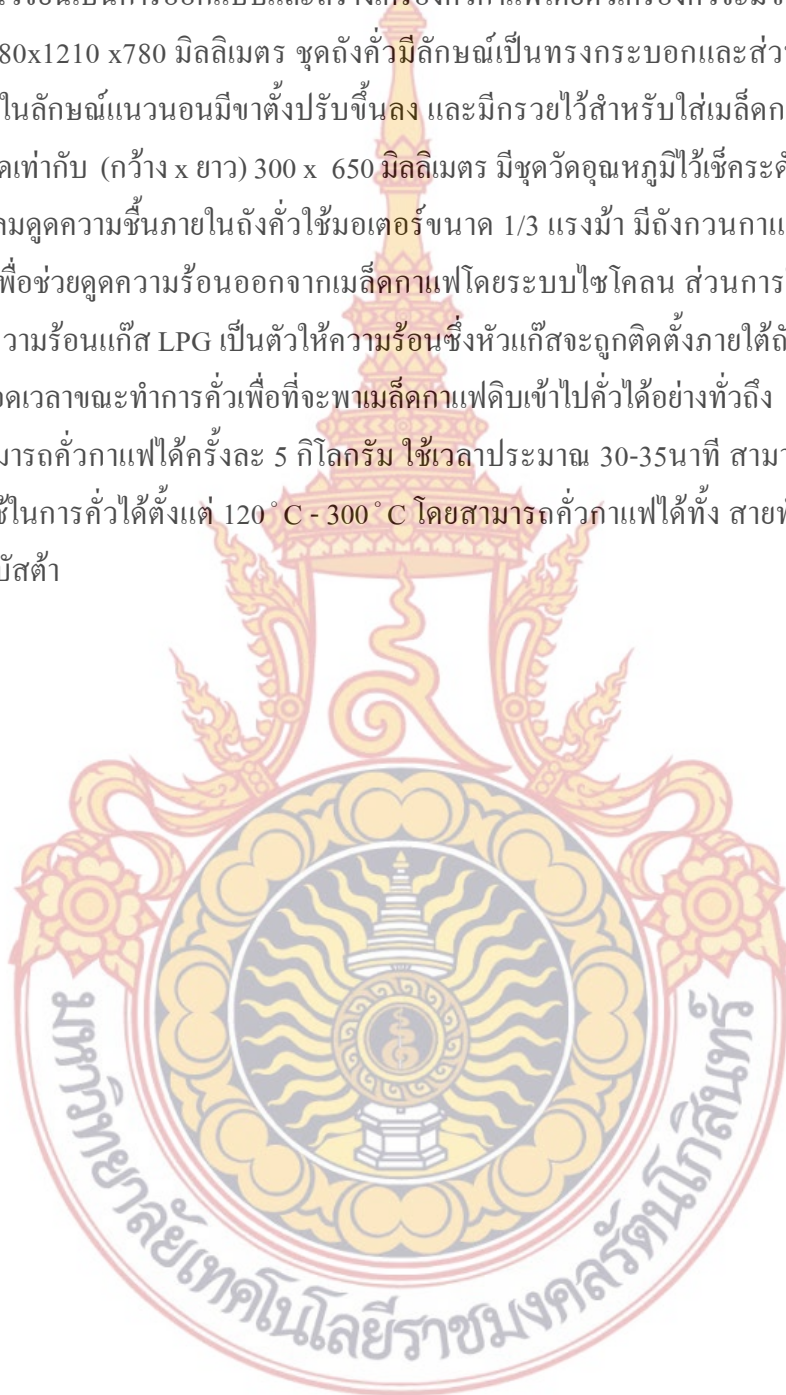 80x1210 x780 มิลลิเมตร ชุดถังคั่วมีลักษณ์เป็นทรงกระบอกและส่ว
ในลักษณ์แนวนอนมีขาตั้งปรับขึ้นลง และมีกรวยไว้สำหรับใส่เมล็ดก
ดเท่ากับ (กว้าง x ยาว) 300 x 650 มิลลิเมตร มีชุดวัดอุณหภูมิไว้เช็คระดั
ลมดูดความชื้นภายในถังคั่วใช้มอเตอร์ขนาด 1/3 แรงม้า มีถังกวนกาแ
พื่อช่วยดูดความร้อนออกจากเมล็ดกาแฟโดยระบบไซโคลน ส่วนการ
วามร้อนแก๊ส LPG เป็นตัวให้ความร้อนซึ่งหัวแก๊สจะถูกติดตั้งภายใต้ถั
อดเวลาขณะทำการคั่วเพื่อที่จะพาเมล็ดกาแฟดิบเข้าไปคั่วได้อย่างทั่วถึง
มารถคั่วกาแฟได้ครั้งละ 5 กิโลกรัม ใช้เวลาประมาณ 30-35นาที สามา
ช้ในการคั่วได้ตั้งแต่ 120 ° C - 300 ° C โดยสามารถคั่วกาแฟได้ทั้ง สายพั
บัสต้า
มหาวิทยาลัยเทคโนโลยีราชมงคลรัตนโกสินทร์